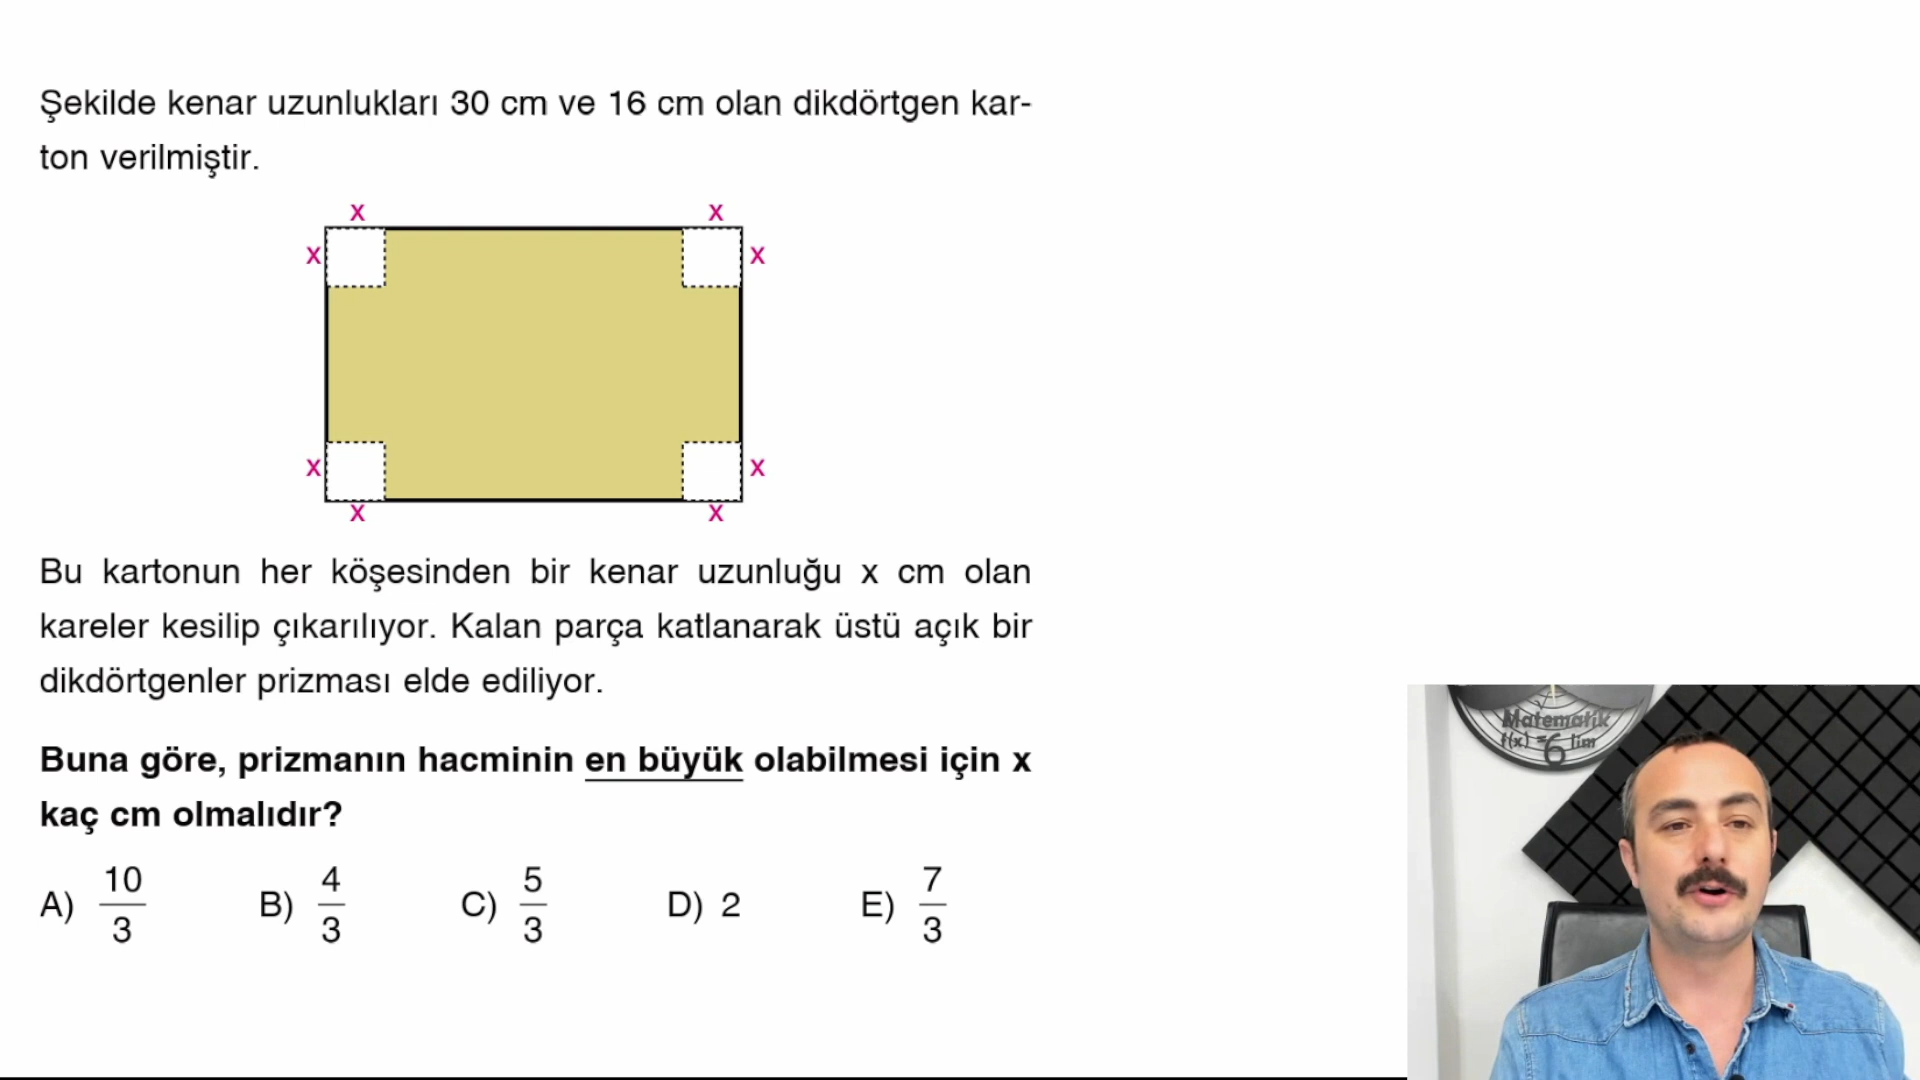 Şekilde kenar uzunlukları 30 cm ve 16 cm olan dikdörtgen kar-
ton verilmiştir.
x x
x x
x x
x x
Bu kartonun her köşesinden bir kenar uzunluğu x cm olan
kareler kesilip çıkarılıyor. Kalan parça katlanarak üstü açık bir
dikdörtgenler prizması elde ediliyor.
Buna göre, prizmanın hacminin en büyük olabilmesi için x
kaç cm olmalıdır?
A) 10/3 B) 4/3 C) 5/3 D) 2 E) 7/3
Matematik
f(x) = 6 lim